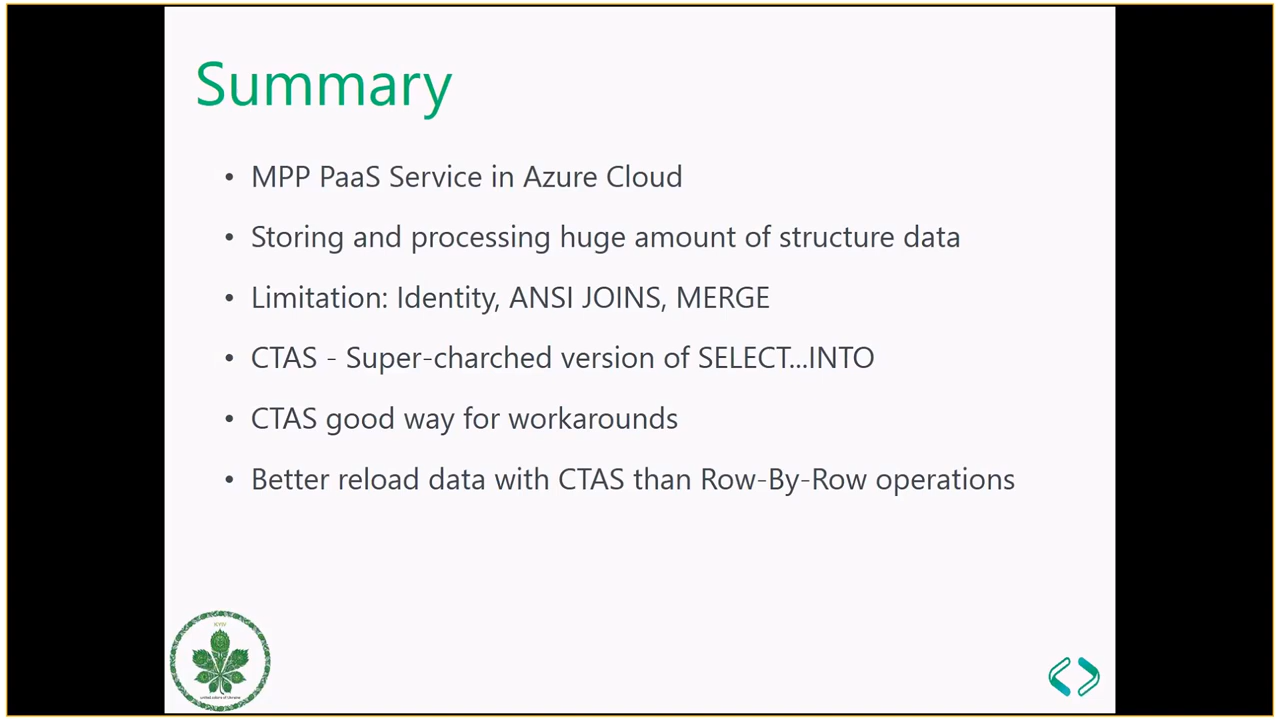 Summary
• MPP PaaS Service in Azure Cloud
• Storing and processing huge amount of structure data
• Limitation: Identity, ANSI JOINS, MERGE
• CTAS - Super-charched version of SELECT...INTO
• CTAS good way for workarounds
• Better reload data with CTAS than Row-By-Row operations
KYIV